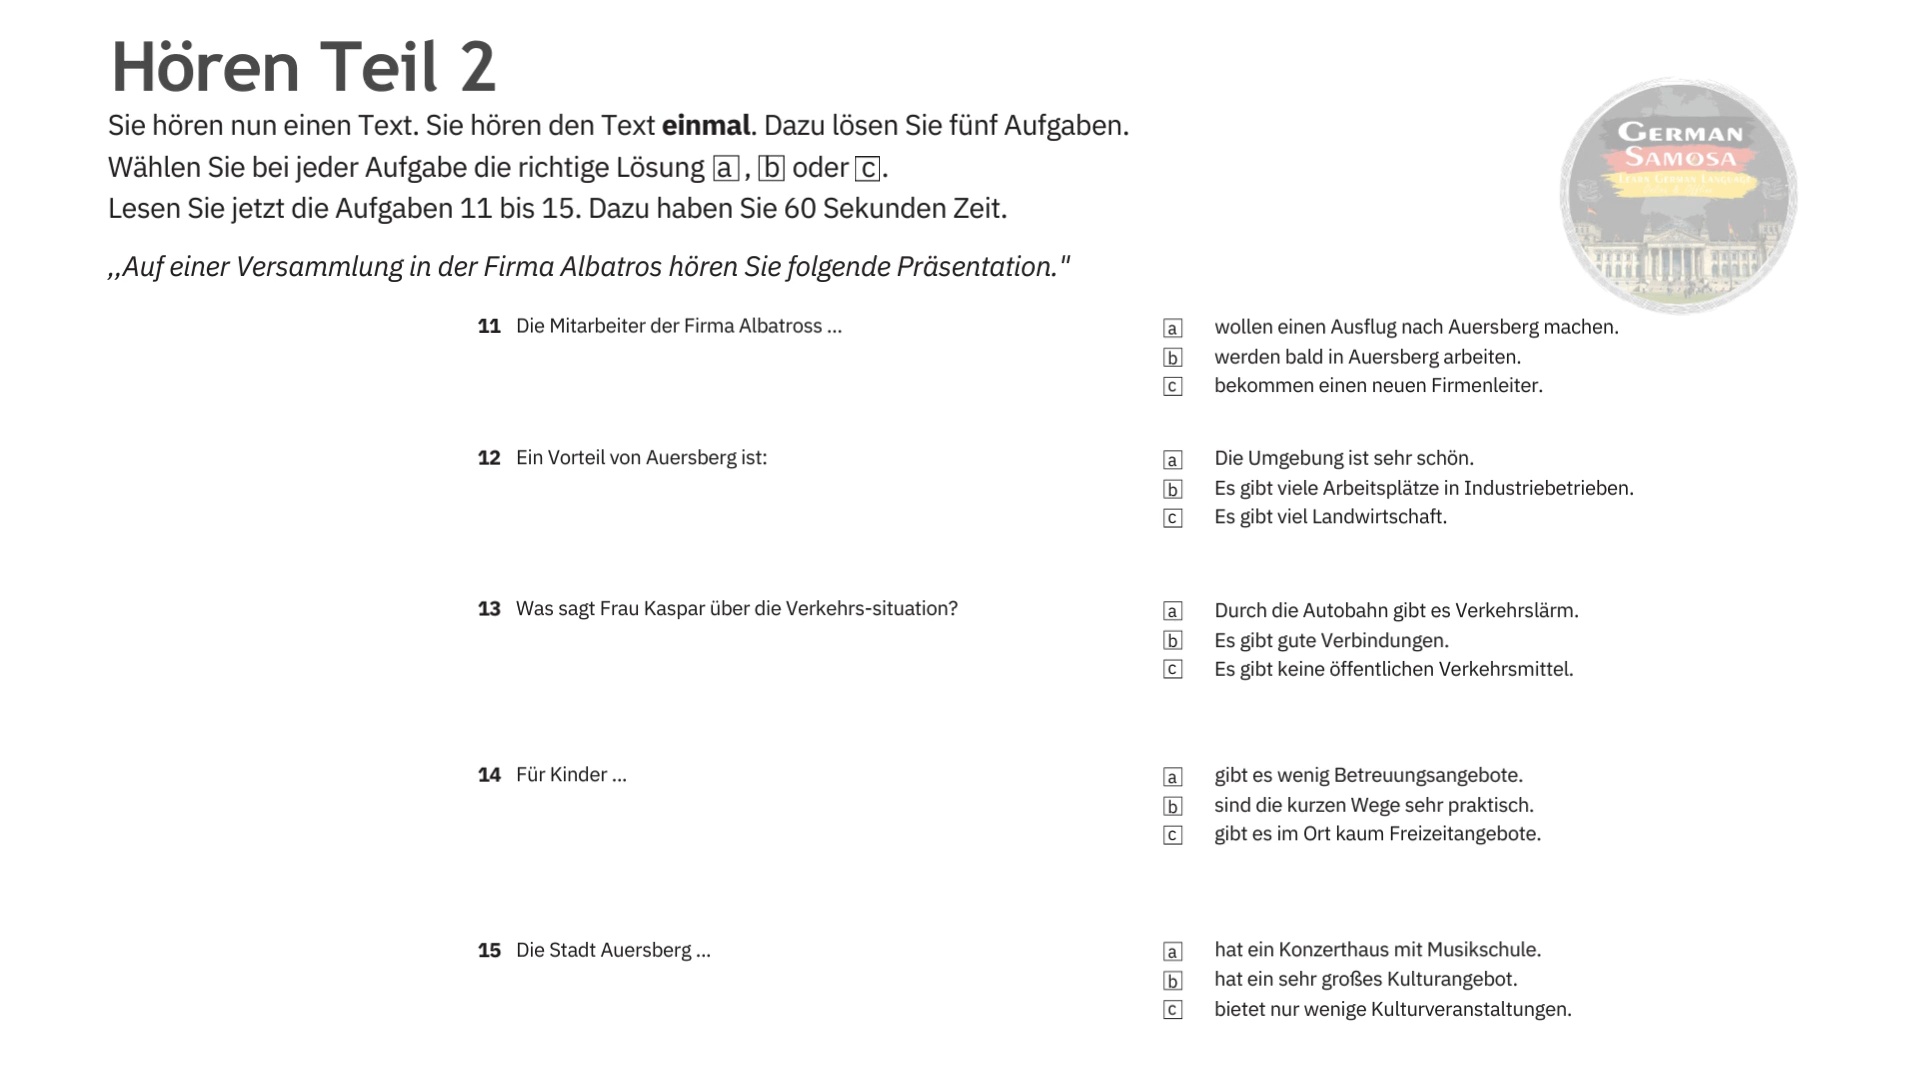 Hören Teil 2
Sie hören nun einen Text. Sie hören den Text einmal. Dazu lösen Sie fünf Aufgaben.
Wählen Sie bei jeder Aufgabe die richtige Lösung a, b oder c.
Lesen Sie jetzt die Aufgaben 11 bis 15. Dazu haben Sie 60 Sekunden Zeit.
GERMAN
SAMOSA
LEARN GERMAN LANGUAGE
,,Auf einer Versammlung in der Firma Albatros hören Sie folgende Präsentation."
11 Die Mitarbeiter der Firma Albatross ...
a wollen einen Ausflug nach Auersberg machen.
b werden bald in Auersberg arbeiten.
c bekommen einen neuen Firmenleiter.
12 Ein Vorteil von Auersberg ist:
a Die Umgebung ist sehr schön.
b Es gibt viele Arbeitsplätze in Industriebetrieben.
c Es gibt viel Landwirtschaft.
13 Was sagt Frau Kaspar über die Verkehrs-situation?
a Durch die Autobahn gibt es Verkehrslärm.
b Es gibt gute Verbindungen.
c Es gibt keine öffentlichen Verkehrsmittel.
14 Für Kinder ...
a gibt es wenig Betreuungsangebote.
b sind die kurzen Wege sehr praktisch.
c gibt es im Ort kaum Freizeitangebote.
15 Die Stadt Auersberg ...
a hat ein Konzerthaus mit Musikschule.
b hat ein sehr großes Kulturangebot.
c bietet nur wenige Kulturveranstaltungen.